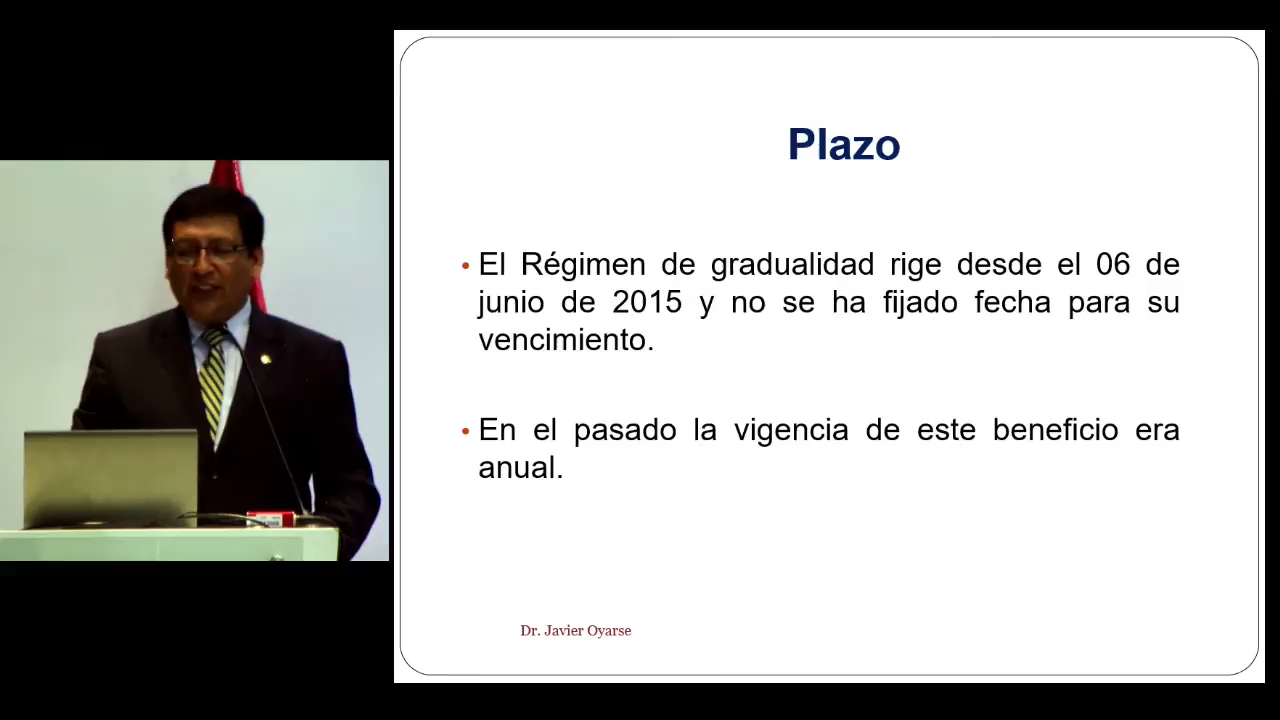 Plazo
• El Régimen de gradualidad rige desde el 06 de
junio de 2015 y no se ha fijado fecha para su
vencimiento.
• En el pasado la vigencia de este beneficio era
anual.
Dr. Javier Oyarse